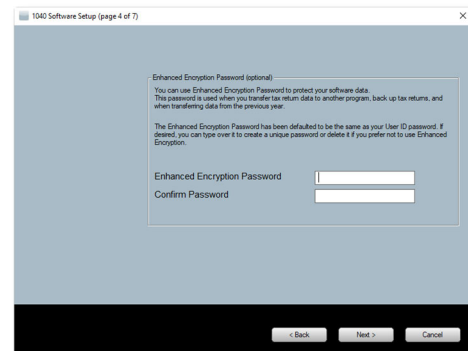 1040 Software Setup (page 4 of 7)
Enhanced Encryption Password (optional)
You can use Enhanced Encryption Password to protect your software data.
This password is used when you transfer tax return data to another program, back up tax returns, and
when transferring data from the previous year.
The Enhanced Encryption Password has been defaulted to be the same as your User ID password. If
desired, you can type over it to create a unique password or delete it if you prefer not to use Enhanced
Encryption.
Enhanced Encryption Password
Confirm Password
< Back Next > Cancel